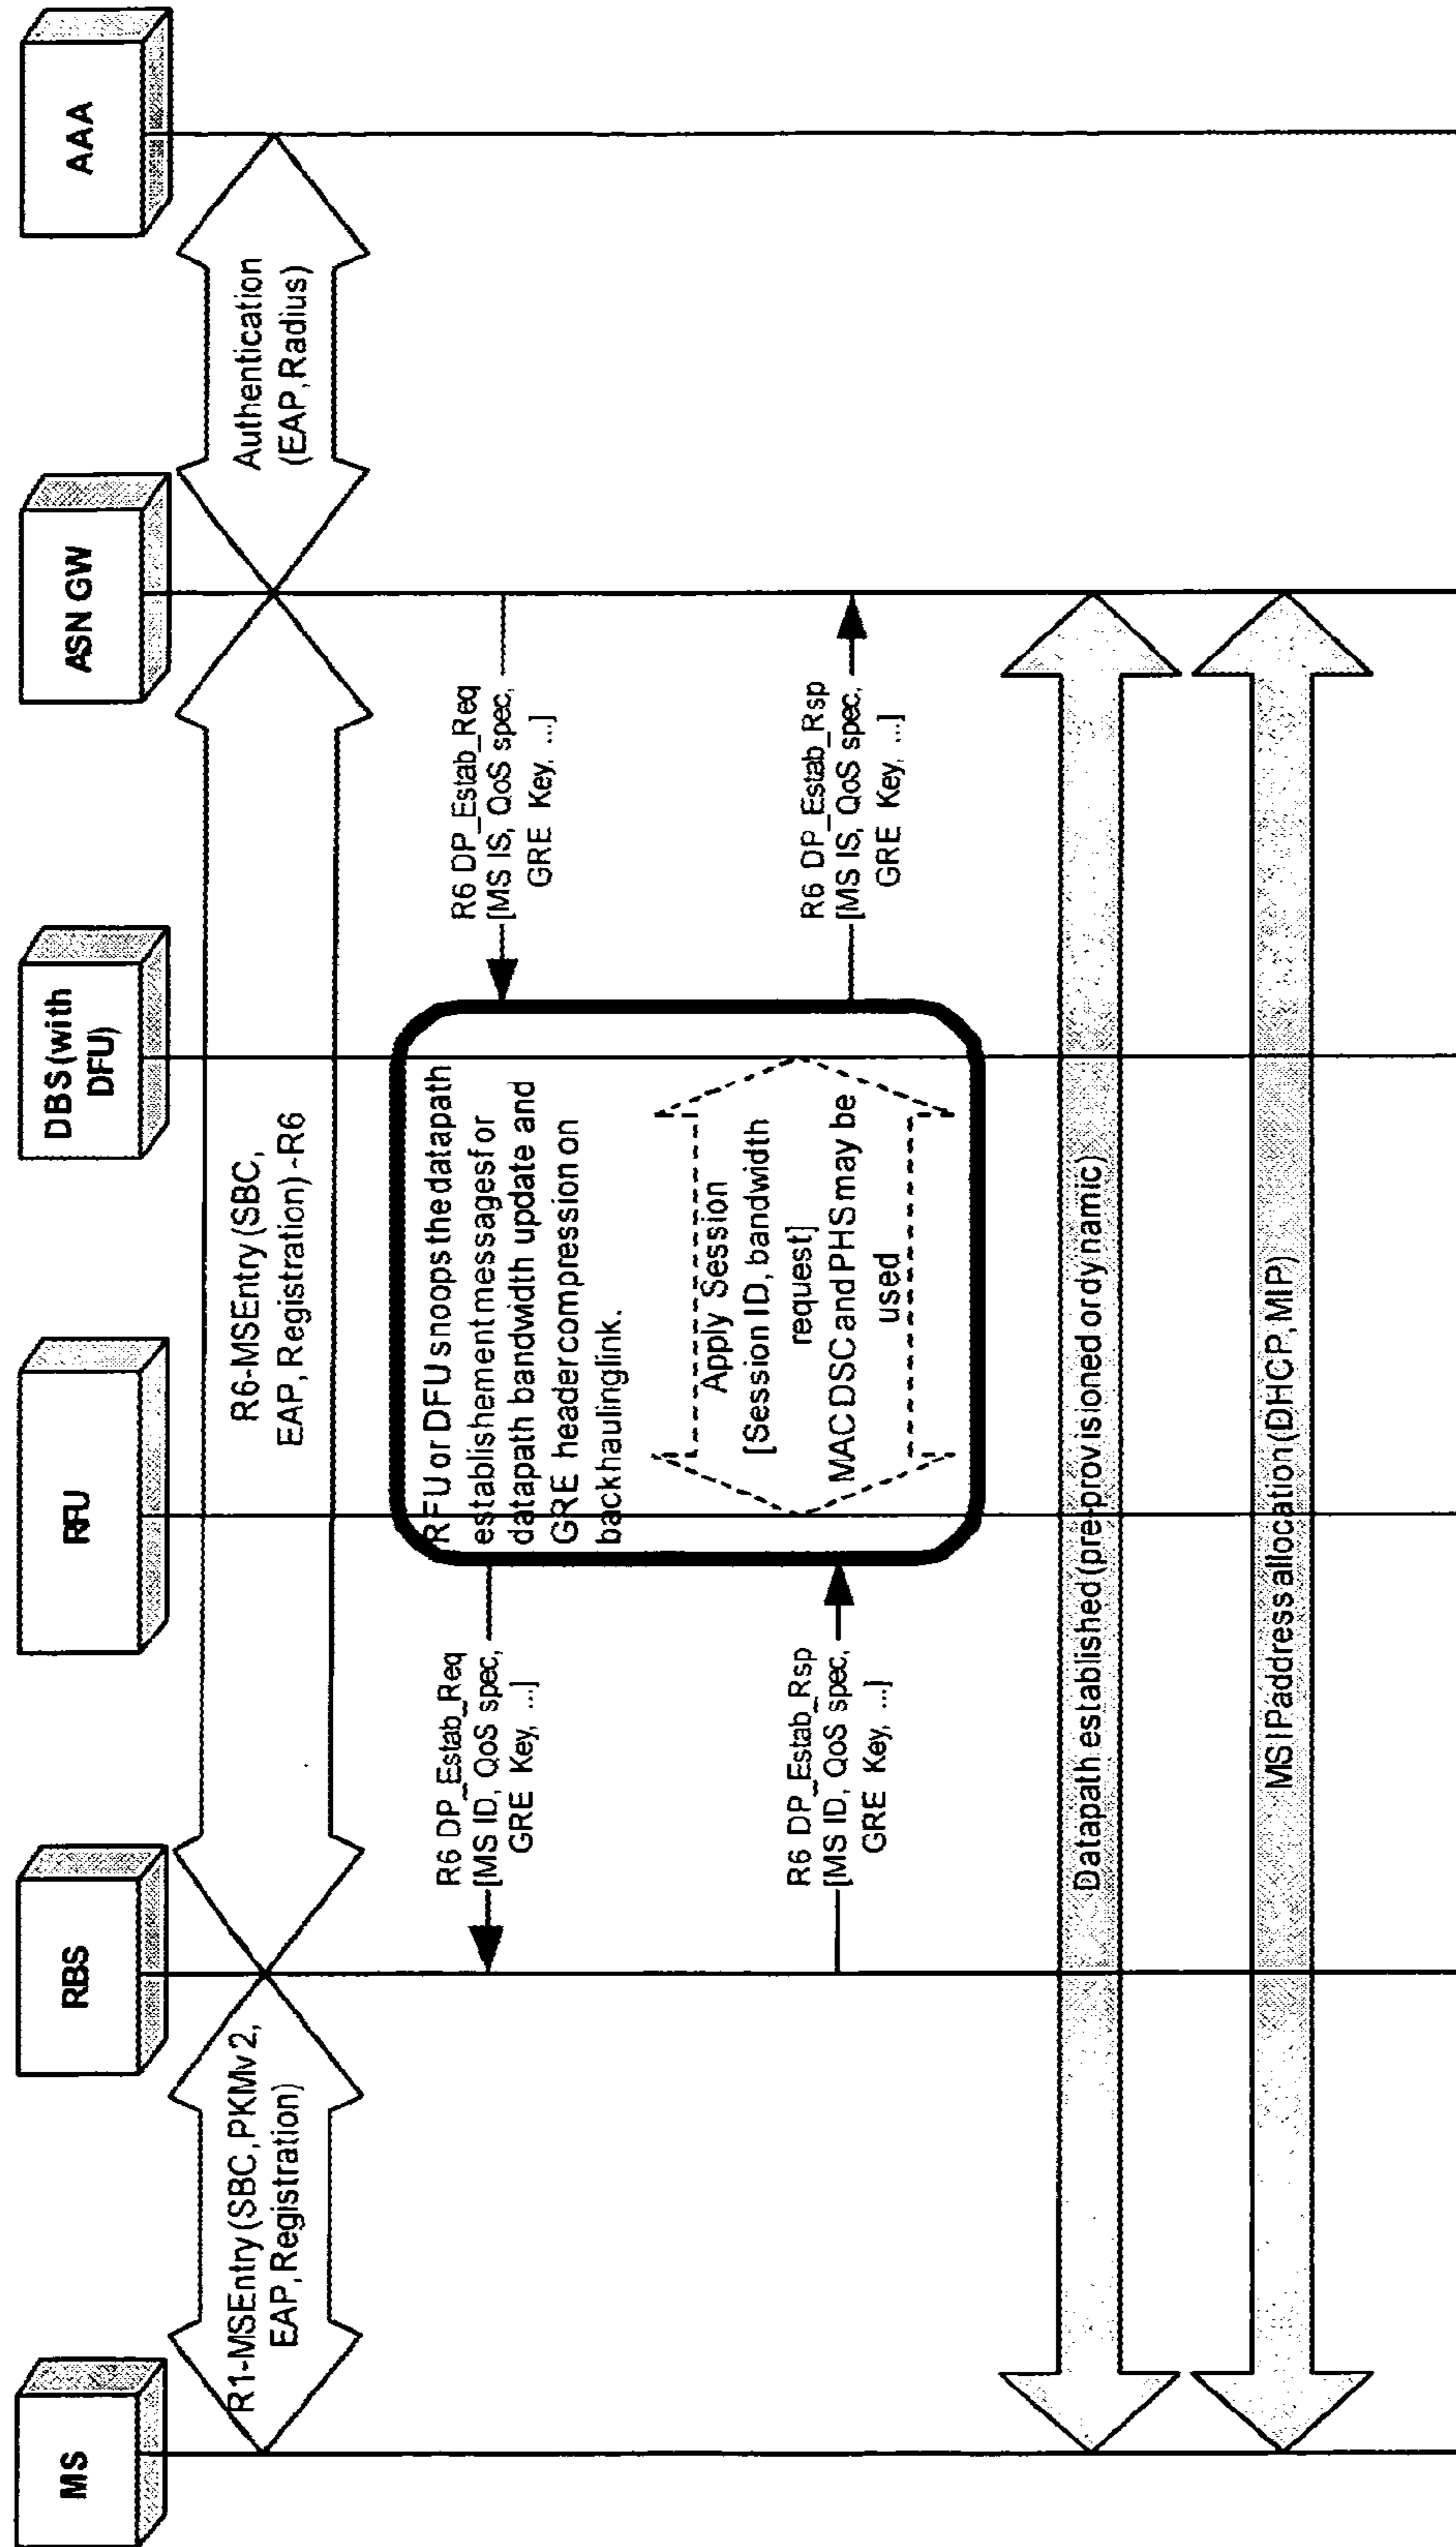 MS
RBS
RFU
DBS (with
DFU)
ASN GW
AAA
R1-MSEntry (SBC, PKMv2,
EAP, Registration)
R6-MSEntry (SBC,
EAP, Registration) -R6
Authentication
(EAP, Radius)
R6 DP_Estab_Req
[MS ID, QoS spec,
GRE Key, ...]
RFU or DFU snoops the datapath
establishement messages for
datapath bandwidth update and
GRE header compression on
backhauling link.
R6 DP_Estab_Req
[MS IS, QoS spec,
GRE Key, ...]
Apply Session
[Session ID, bandwidth
request]
MAC DSC and PHS may be
used
R6 DP_Estab_Rsp
[MS ID, QoS spec,
GRE Key, ...]
R6 DP_Estab_Rsp
[MS IS, QoS spec,
GRE Key, ...]
Datapath established (pre-provisioned or dynamic)
MS IP address allocation (DHCP, MIP)